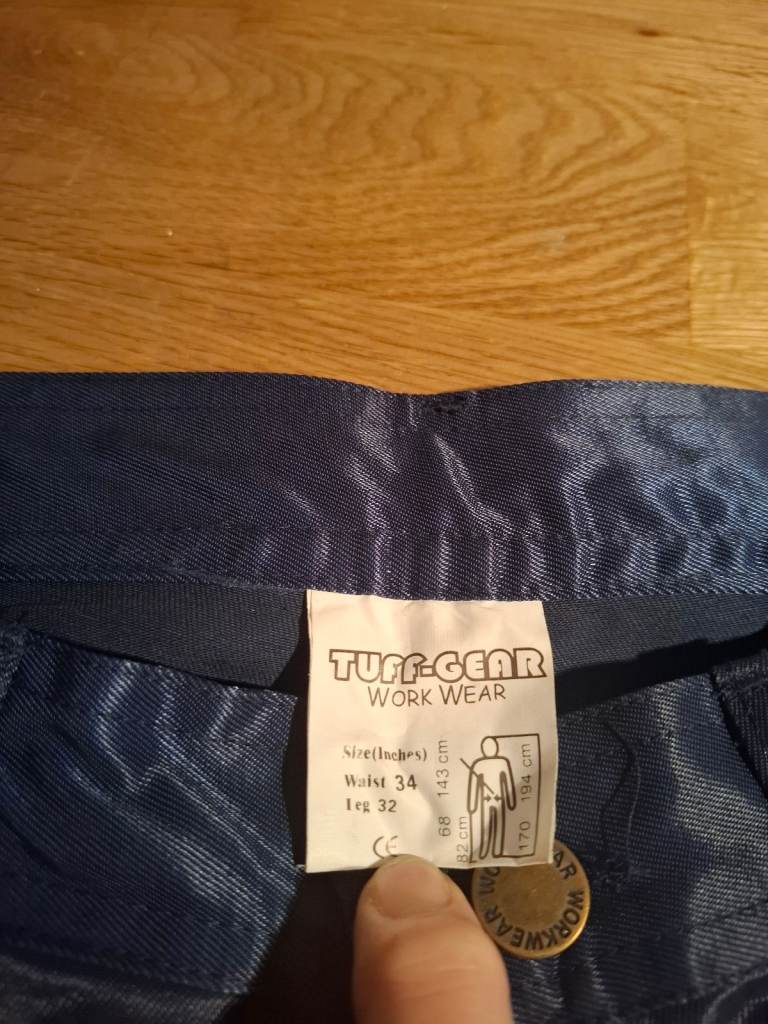 TUFF-GEAR
WORK WEAR
Size(Inches)
Waist 34
Leg 32
CE
68 143 cm
82 cm
170 194 cm
WORKWEAR